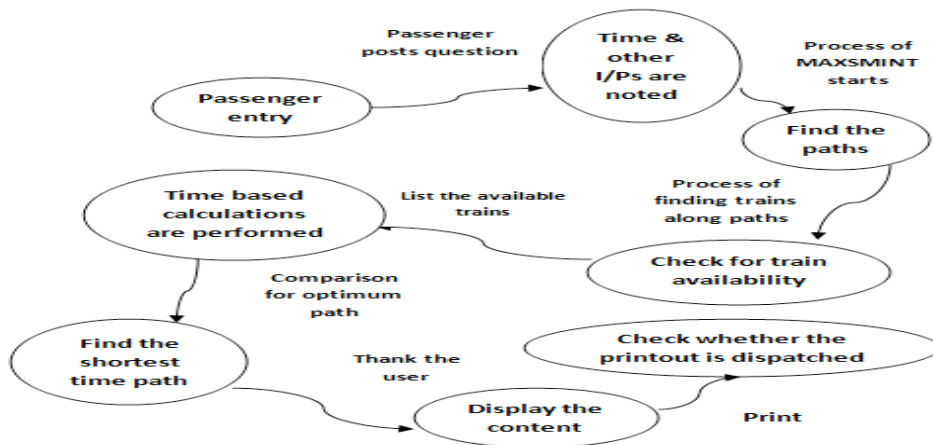 Passenger
posts question
Time &
other
I/Ps are
noted
Process of
MAXSMINT
starts
Passenger
entry
Find the
paths
Time based
calculations
are performed
List the available
trains
Process of
finding trains
along paths
Check for train
availability
Comparison
for optimum
path
Find the
shortest
time path
Thank the
user
Check whether the
printout is dispatched
Display the
content
Print